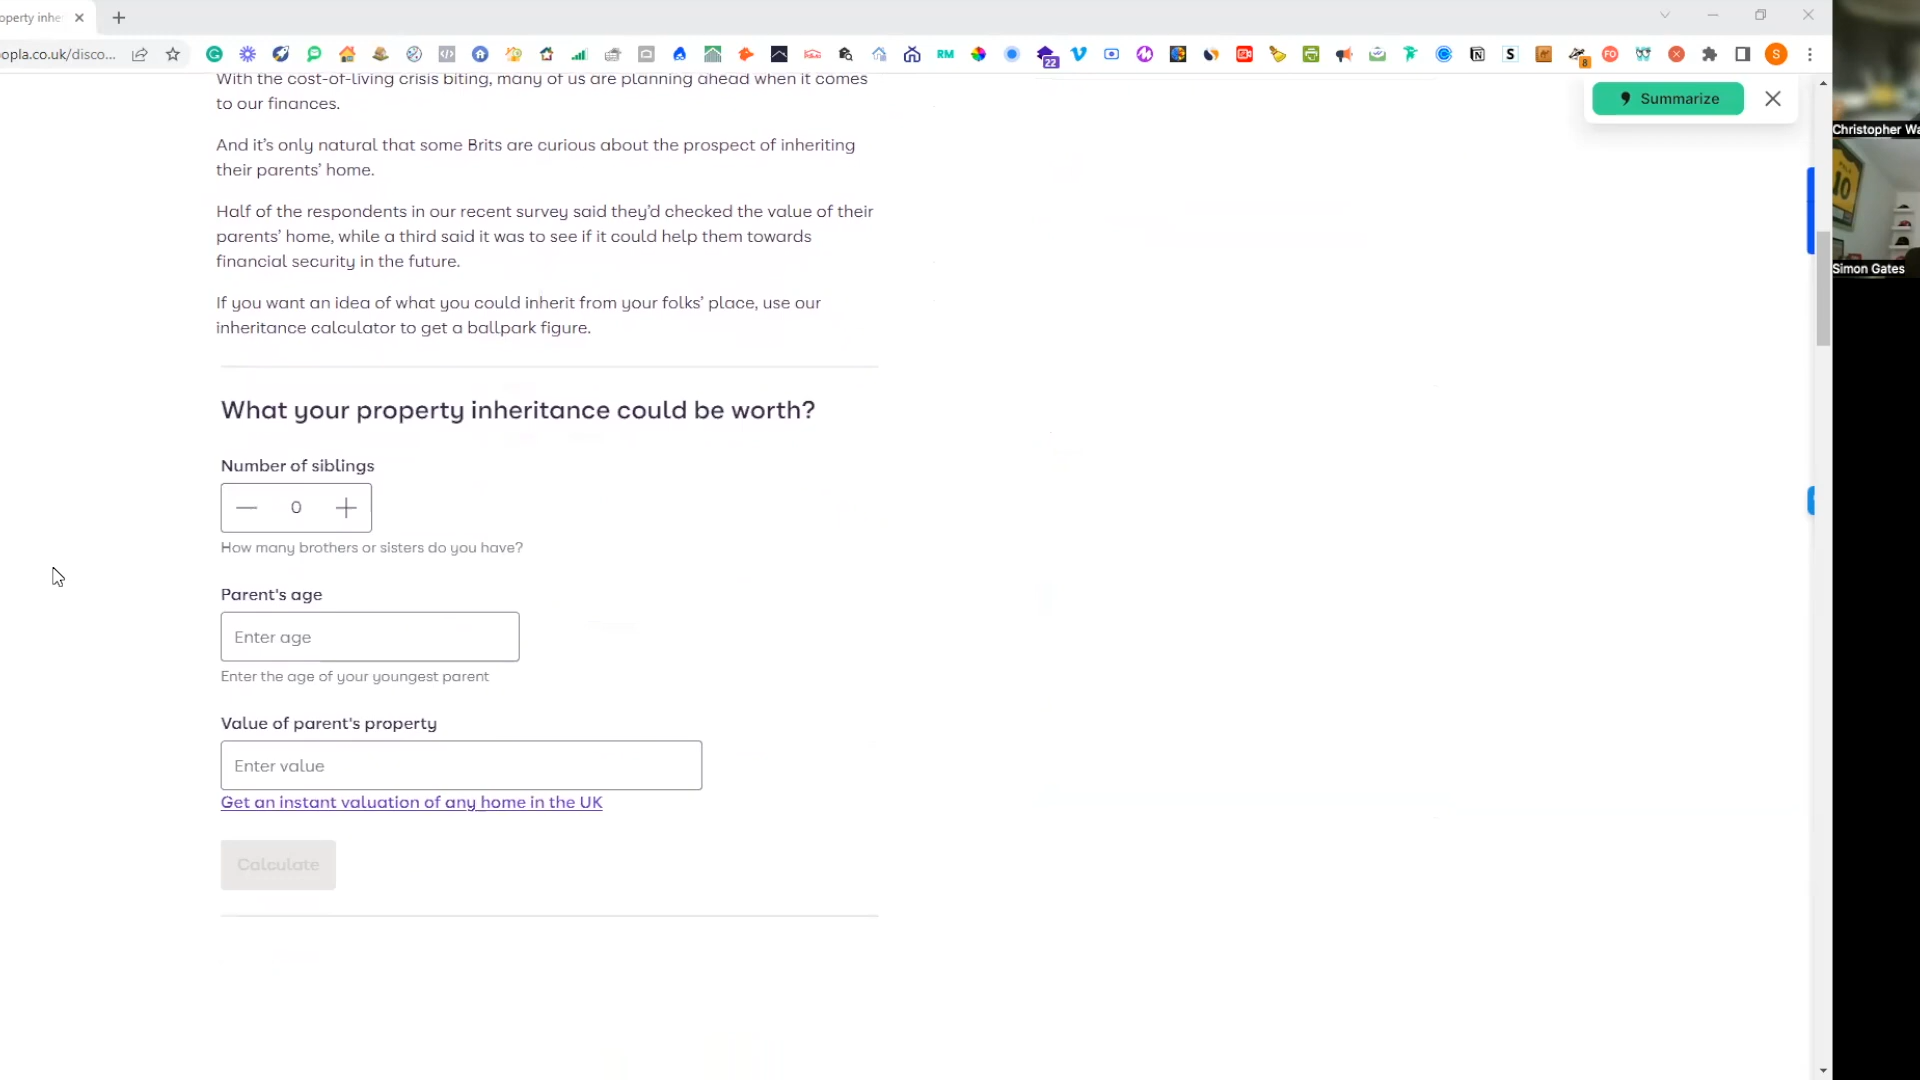 operty inhe
opla.co.uk/disco...
RM
22
8
FO
S
With the cost-of-living crisis biting, many of us are planning ahead when it comes
to our finances.
Summarize
And it's only natural that some Brits are curious about the prospect of inheriting
their parents' home.
Half of the respondents in our recent survey said they'd checked the value of their
parents' home, while a third said it was to see if it could help them towards
financial security in the future.
If you want an idea of what you could inherit from your folks' place, use our
inheritance calculator to get a ballpark figure.
What your property inheritance could be worth?
Number of siblings
0
How many brothers or sisters do you have?
Parent's age
Enter age
Enter the age of your youngest parent
Value of parent's property
Enter value
Get an instant valuation of any home in the UK
Calculate
Christopher Wa
10
Simon Gates